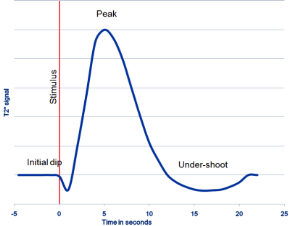 Peak
Stimulus
T2* signal
Initial dip
Under-shoot
-5 0 5 10 15 20 25
Time in seconds